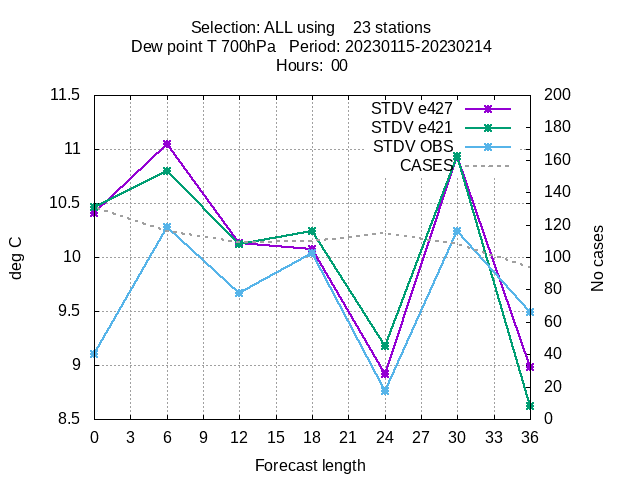 Selection: ALL using    23 stations
Dew point T 700hPa   Period: 20230115-20230214
Hours:  00
STDV e427
STDV e421
STDV OBS
CASES
deg C
11.5
11
10.5
10
9.5
9
8.5
No cases
200
180
160
140
120
100
80
60
40
20
0
0 3 6 9 12 15 18 21 24 27 30 33 36
Forecast length